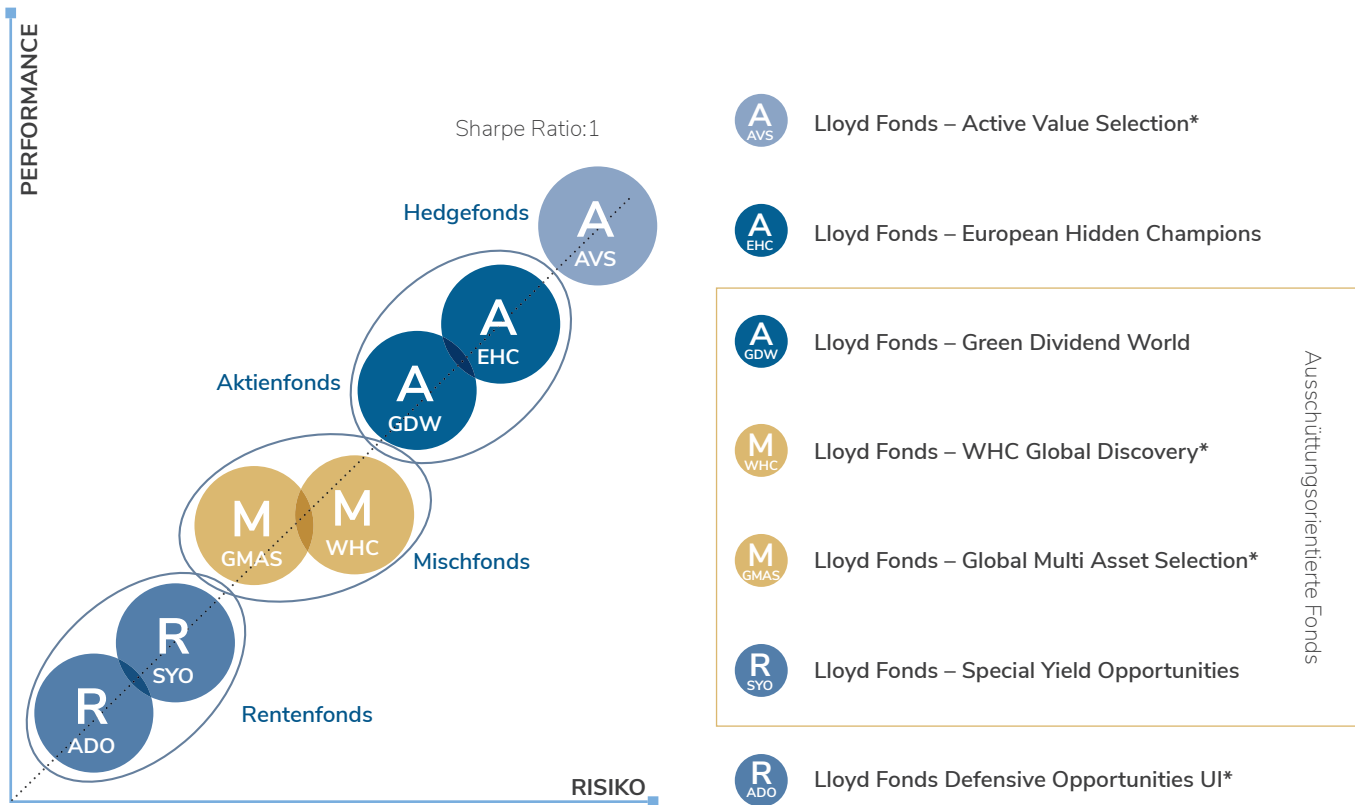 PERFORMANCE
Sharpe Ratio:1
Hedgefonds
A
AVS
Aktienfonds
A
EHC
A
GDW
M
GMAS
M
WHC
Mischfonds
R
SYO
R
ADO
Rentenfonds
RISIKO
A
AVS
Lloyd Fonds – Active Value Selection*
A
EHC
Lloyd Fonds – European Hidden Champions
A
GDW
Lloyd Fonds – Green Dividend World
M
WHC
Lloyd Fonds – WHC Global Discovery*
M
GMAS
Lloyd Fonds – Global Multi Asset Selection*
R
SYO
Lloyd Fonds – Special Yield Opportunities
Ausschüttungsorientierte Fonds
R
ADO
Lloyd Fonds Defensive Opportunities UI*